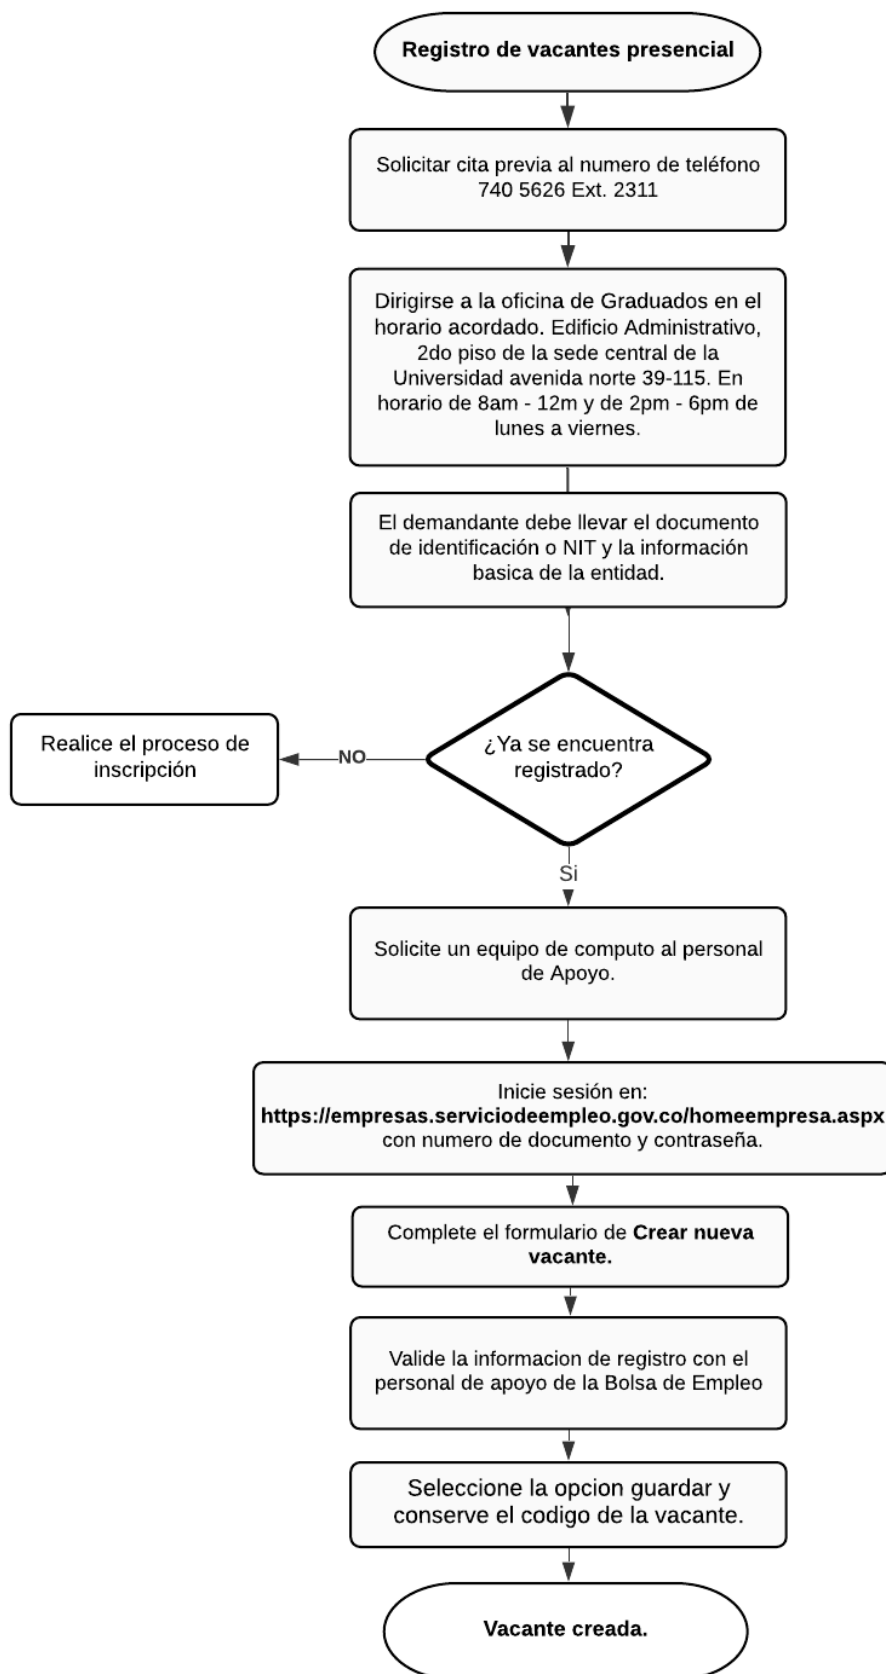 Registro de vacantes presencial
Solicitar cita previa al numero de teléfono
740 5626 Ext. 2311
Dirigirse a la oficina de Graduados en el
horario acordado. Edificio Administrativo,
2do piso de la sede central de la
Universidad avenida norte 39-115. En
horario de 8am - 12m y de 2pm - 6pm de
lunes a viernes.
El demandante debe llevar el documento
de identificación o NIT y la información
basica de la entidad.
¿Ya se encuentra
registrado?
NO
Realice el proceso de
inscripción
Si
Solicite un equipo de computo al personal
de Apoyo.
Inicie sesión en:
https://empresas.serviciodeempleo.gov.co/homeempresa.aspx
con numero de documento y contraseña.
Complete el formulario de Crear nueva
vacante.
Valide la informacion de registro con el
personal de apoyo de la Bolsa de Empleo
Seleccione la opcion guardar y
conserve el codigo de la vacante.
Vacante creada.